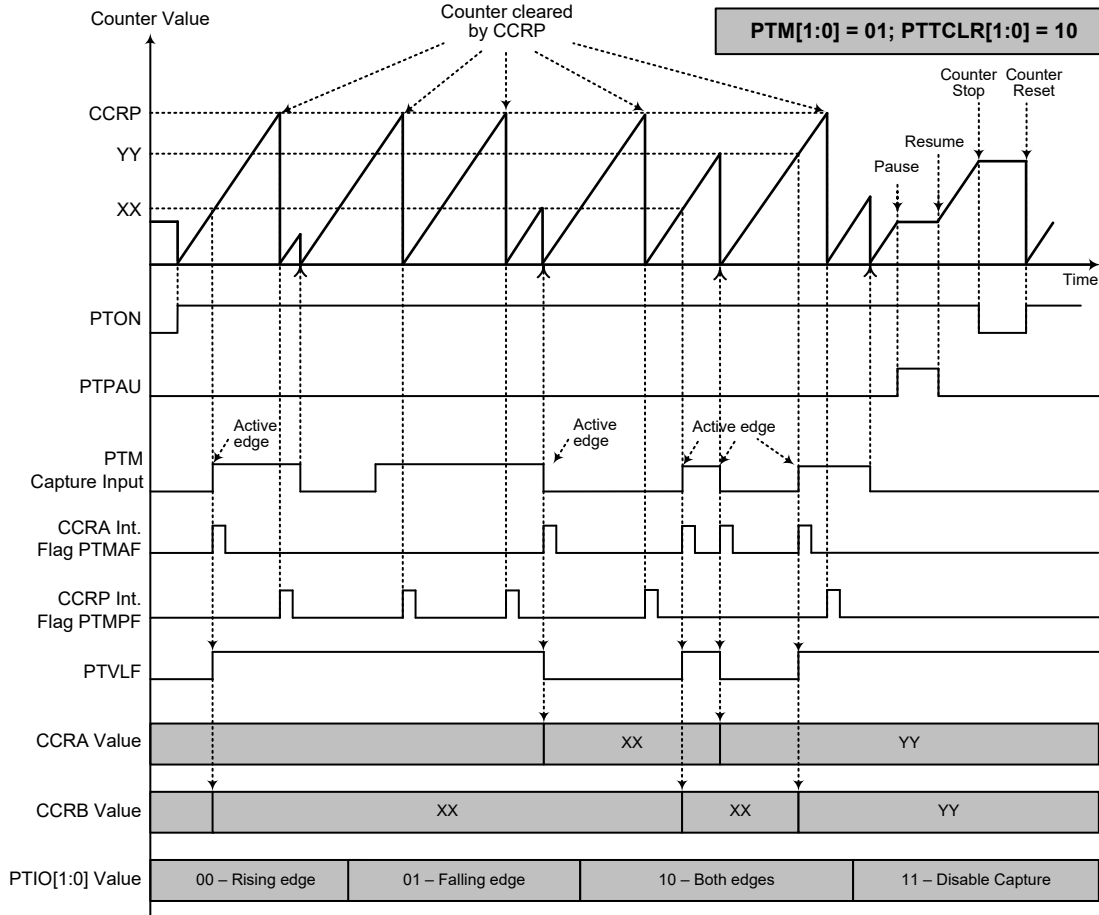 Counter Value
Counter cleared
by CCRP
PTM[1:0] = 01; PTTCLR[1:0] = 10
Counter
Stop
Counter
Reset
CCRP
YY
Resume
Pause
XX
Time
PTON
PTPAU
Active
edge
Active
edge
Active edge
PTM
Capture Input
CCRA Int.
Flag PTMAF
CCRP Int.
Flag PTMPF
PTVLF
CCRA Value
XX
YY
CCRB Value
XX
XX
YY
PTIO[1:0] Value
00 – Rising edge
01 – Falling edge
10 – Both edges
11 – Disable Capture